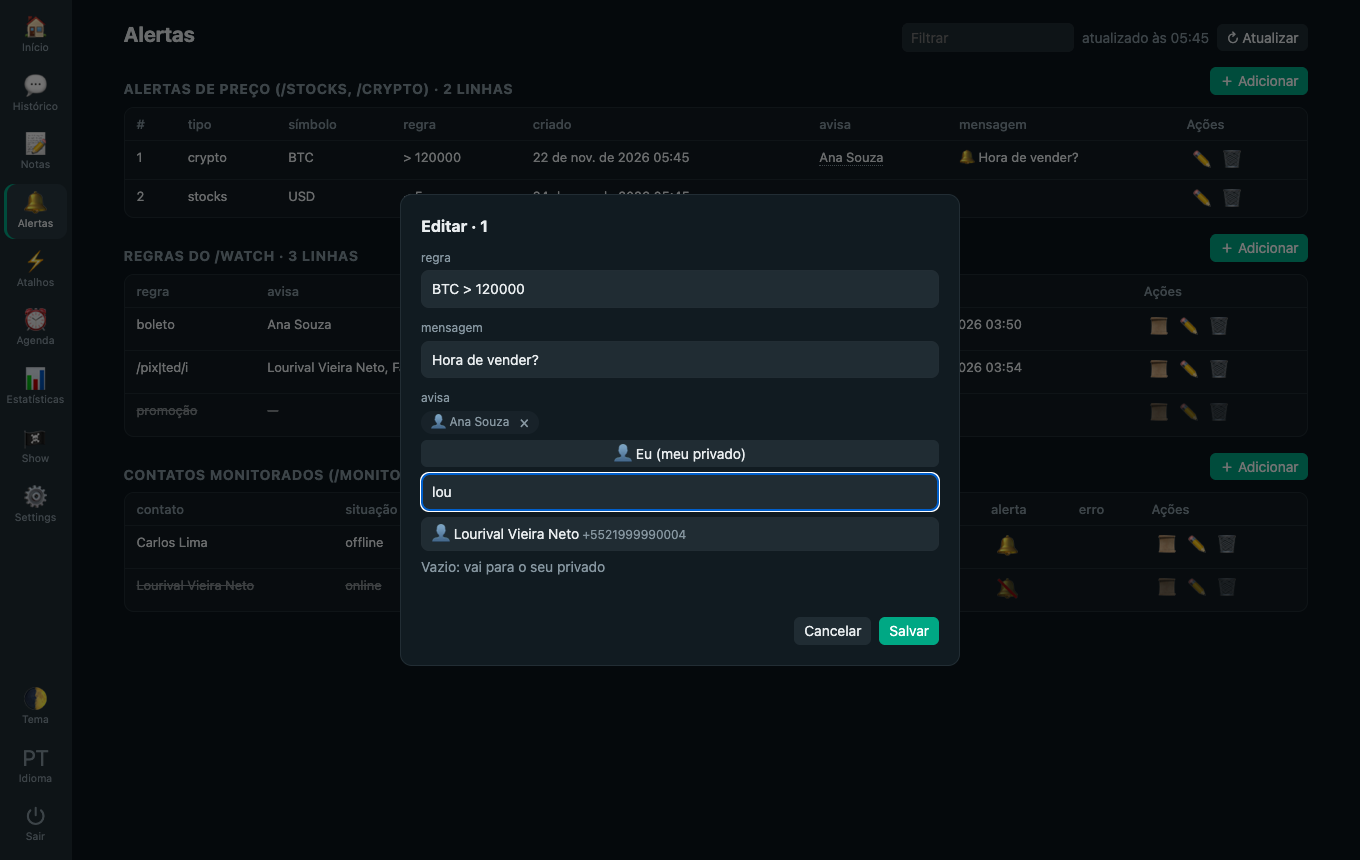 Início
Histórico
Notas
Alertas
Atalhos
Agenda
Estatísticas
Show
Settings
Tema
PT
Idioma
Sair
Alertas
Filtrar
atualizado às 05:45
↻ Atualizar
ALERTAS DE PREÇO (/STOCKS, /CRYPTO) · 2 LINHAS
+ Adicionar
# tipo símbolo regra criado avisa mensagem Ações
1 crypto BTC > 120000 22 de nov. de 2026 05:45 Ana Souza 🔔 Hora de vender?
2 stocks USD
REGRAS DO /WATCH · 3 LINHAS
+ Adicionar
regra avisa Ações
boleto Ana Souza 026 03:50
/pix|ted/i Lourival Vieira Neto, F 026 03:54
promoção —
CONTATOS MONITORADOS (/MONITO
+ Adicionar
contato situação alerta erro Ações
Carlos Lima offline
Lourival Vieira Neto online
Editar · 1
regra
BTC > 120000
mensagem
Hora de vender?
avisa
👤 Ana Souza ×
👤 Eu (meu privado)
lou
👤 Lourival Vieira Neto +5521999990004
Vazio: vai para o seu privado
Cancelar
Salvar